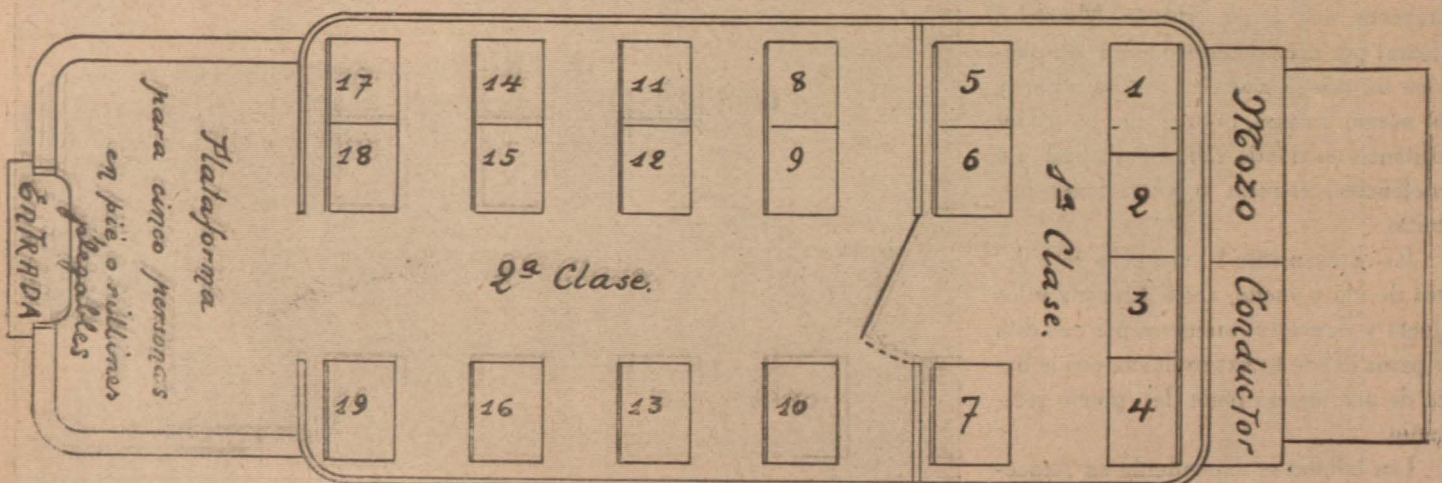 ENTRADA
Plataforma
para cinco personas
en pié o sillines
plegables
17
14
11
8
5
1
18
15
12
9
6
2
2ª Clase.
1ª Clase.
3
19
16
13
10
7
4
Mozo
Conductor